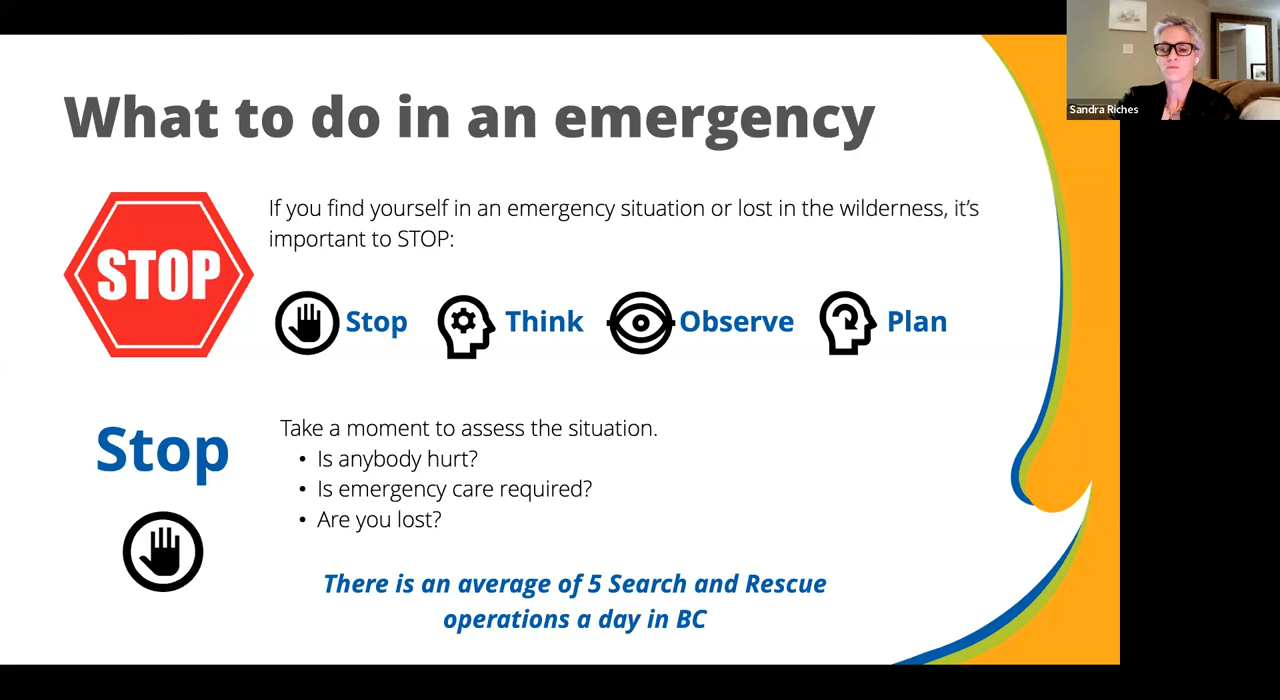 What to do in an emergency
Sandra Riches
STOP
If you find yourself in an emergency situation or lost in the wilderness, it’s
important to STOP:
Stop Think Observe Plan
Stop
Take a moment to assess the situation.
• Is anybody hurt?
• Is emergency care required?
• Are you lost?
There is an average of 5 Search and Rescue
operations a day in BC